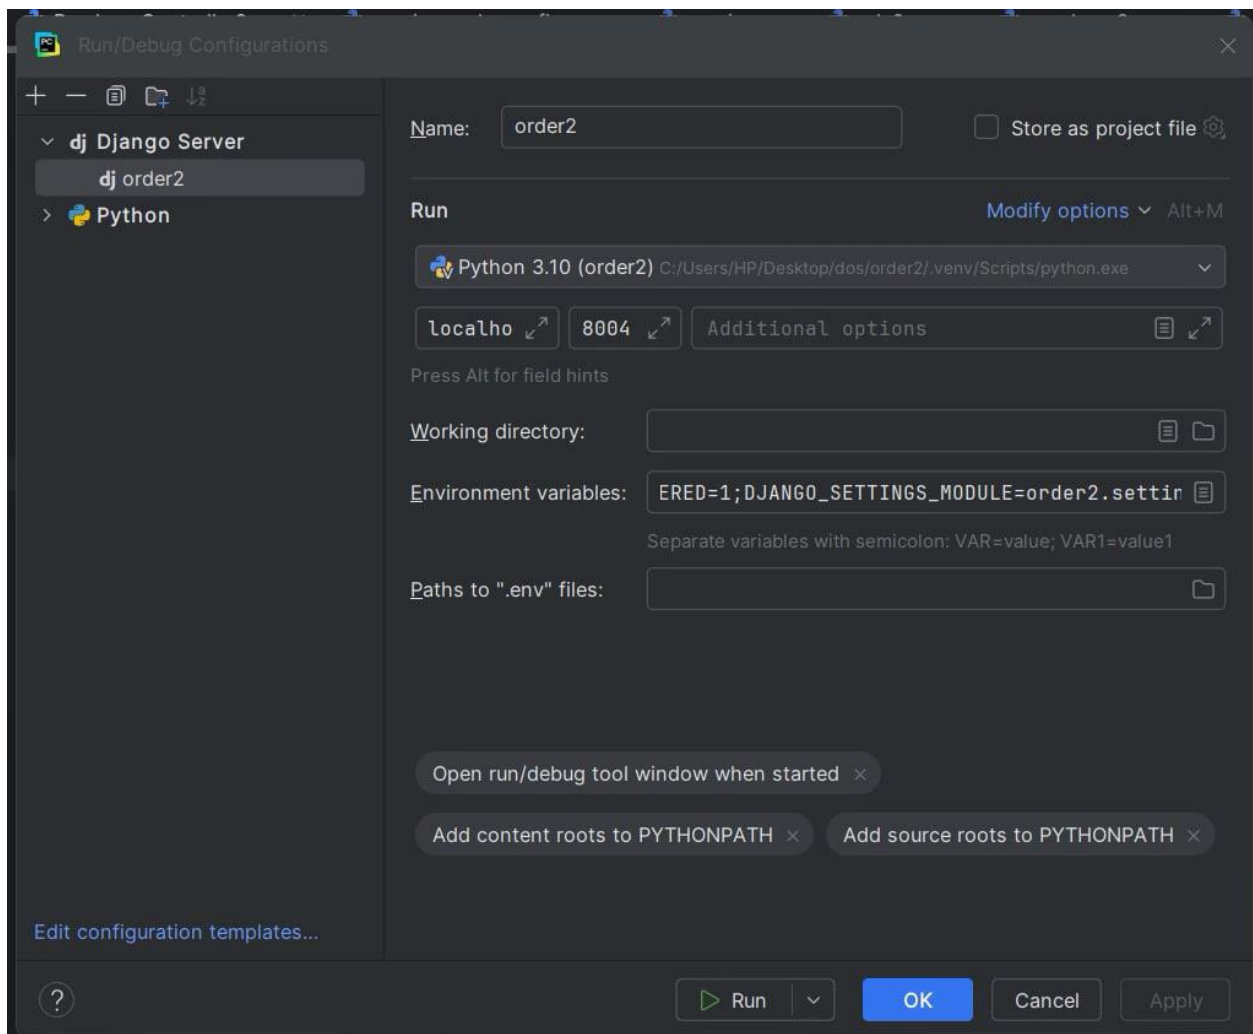 Run/Debug Configurations
dj Django Server
dj order2
Python
Edit configuration templates...
Name: order2 Store as project file
Run Modify options Alt+M
Python 3.10 (order2) C:/Users/HP/Desktop/dos/order2/.venv/Scripts/python.exe
localho 8004 Additional options
Press Alt for field hints
Working directory:
Environment variables: ERED=1;DJANGO_SETTINGS_MODULE=order2.settin
Separate variables with semicolon: VAR=value; VAR1=value1
Paths to ".env" files:
Open run/debug tool window when started
Add content roots to PYTHONPATH Add source roots to PYTHONPATH
? Run OK Cancel Apply